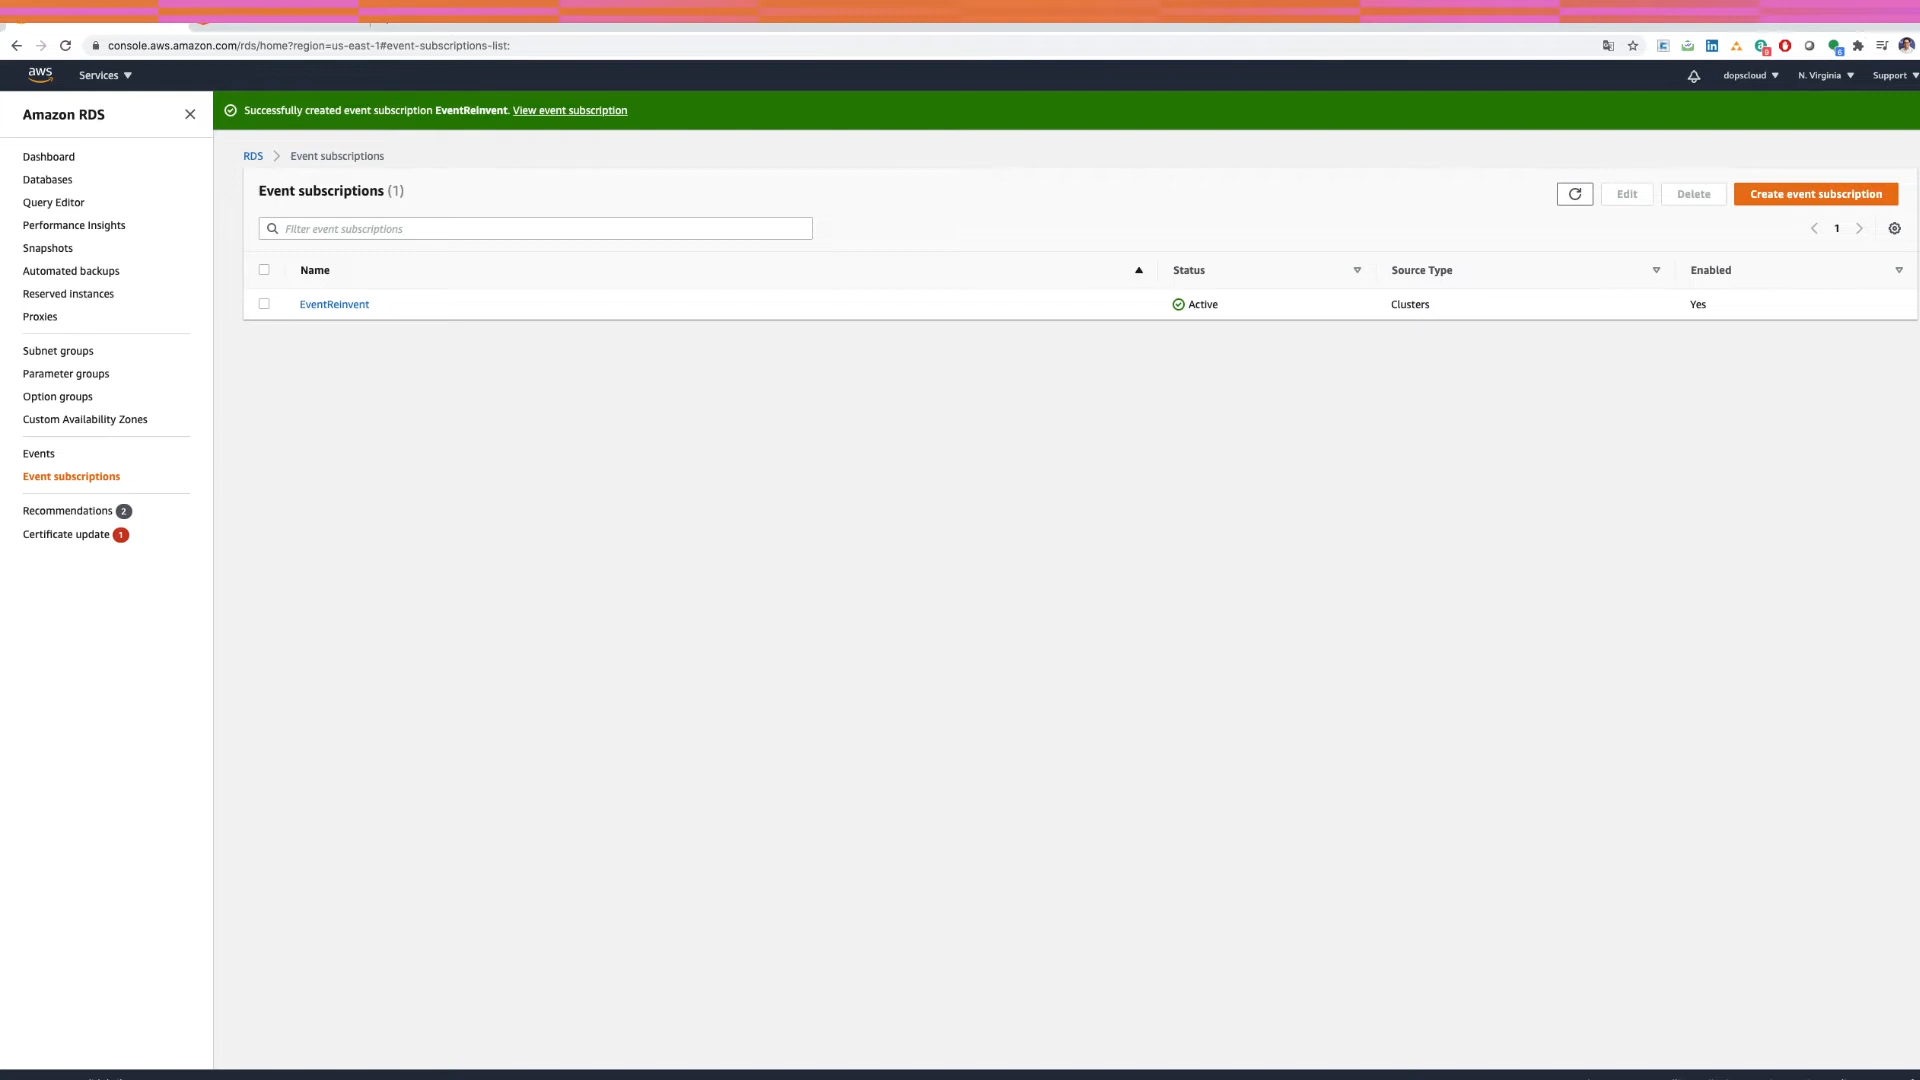 console.aws.amazon.com/rds/home?region=us-east-1#event-subscriptions-list:
9
6
aws
Services
dopscloud
N. Virginia
Support
Amazon RDS
Successfully created event subscription EventReinvent. View event subscription
Dashboard
Databases
Query Editor
Performance Insights
Snapshots
Automated backups
Reserved instances
Proxies
Subnet groups
Parameter groups
Option groups
Custom Availability Zones
Events
Event subscriptions
Recommendations 2
Certificate update 1
RDS
Event subscriptions
Event subscriptions (1)
Edit
Delete
Create event subscription
Filter event subscriptions
1
Name
Status
Source Type
Enabled
EventReinvent
Active
Clusters
Yes